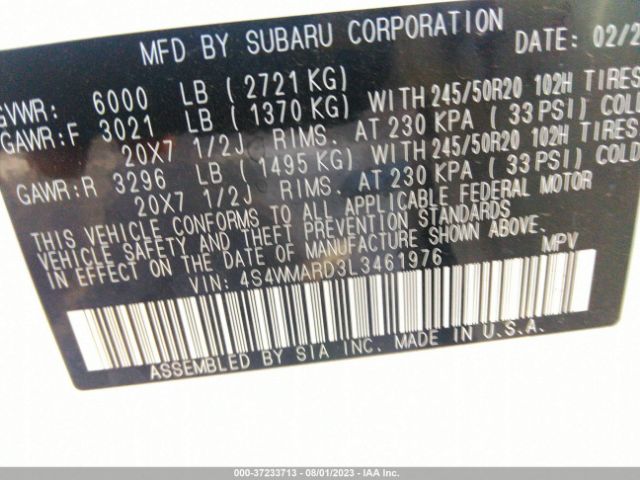 MFD BY SUBARU CORPORATION DATE: 02/2
GVWR: 6000 LB (2721 KG)
GAWR:F 3021 LB (1370 KG) WITH 245/50R20 102H TIRES
20X7 1/2J RIMS. AT 230 KPA (33 PSI) COLD
GAWR:R 3296 LB (1495 KG) WITH 245/50R20 102H TIRES
20X7 1/2J RIMS. AT 230 KPA (33 PSI) COLD
THIS VEHICLE CONFORMS TO ALL APPLICABLE FEDERAL MOTOR
VEHICLE SAFETY AND THEFT PREVENTION STANDARDS
IN EFFECT ON THE DATE OF MANUFACTURE SHOWN ABOVE.
VIN: 4S4WMARD3L3461976 MPV
ASSEMBLED BY SIA INC. MADE IN U.S.A.
000-37233713 - 08/01/2023 - IAAI.com